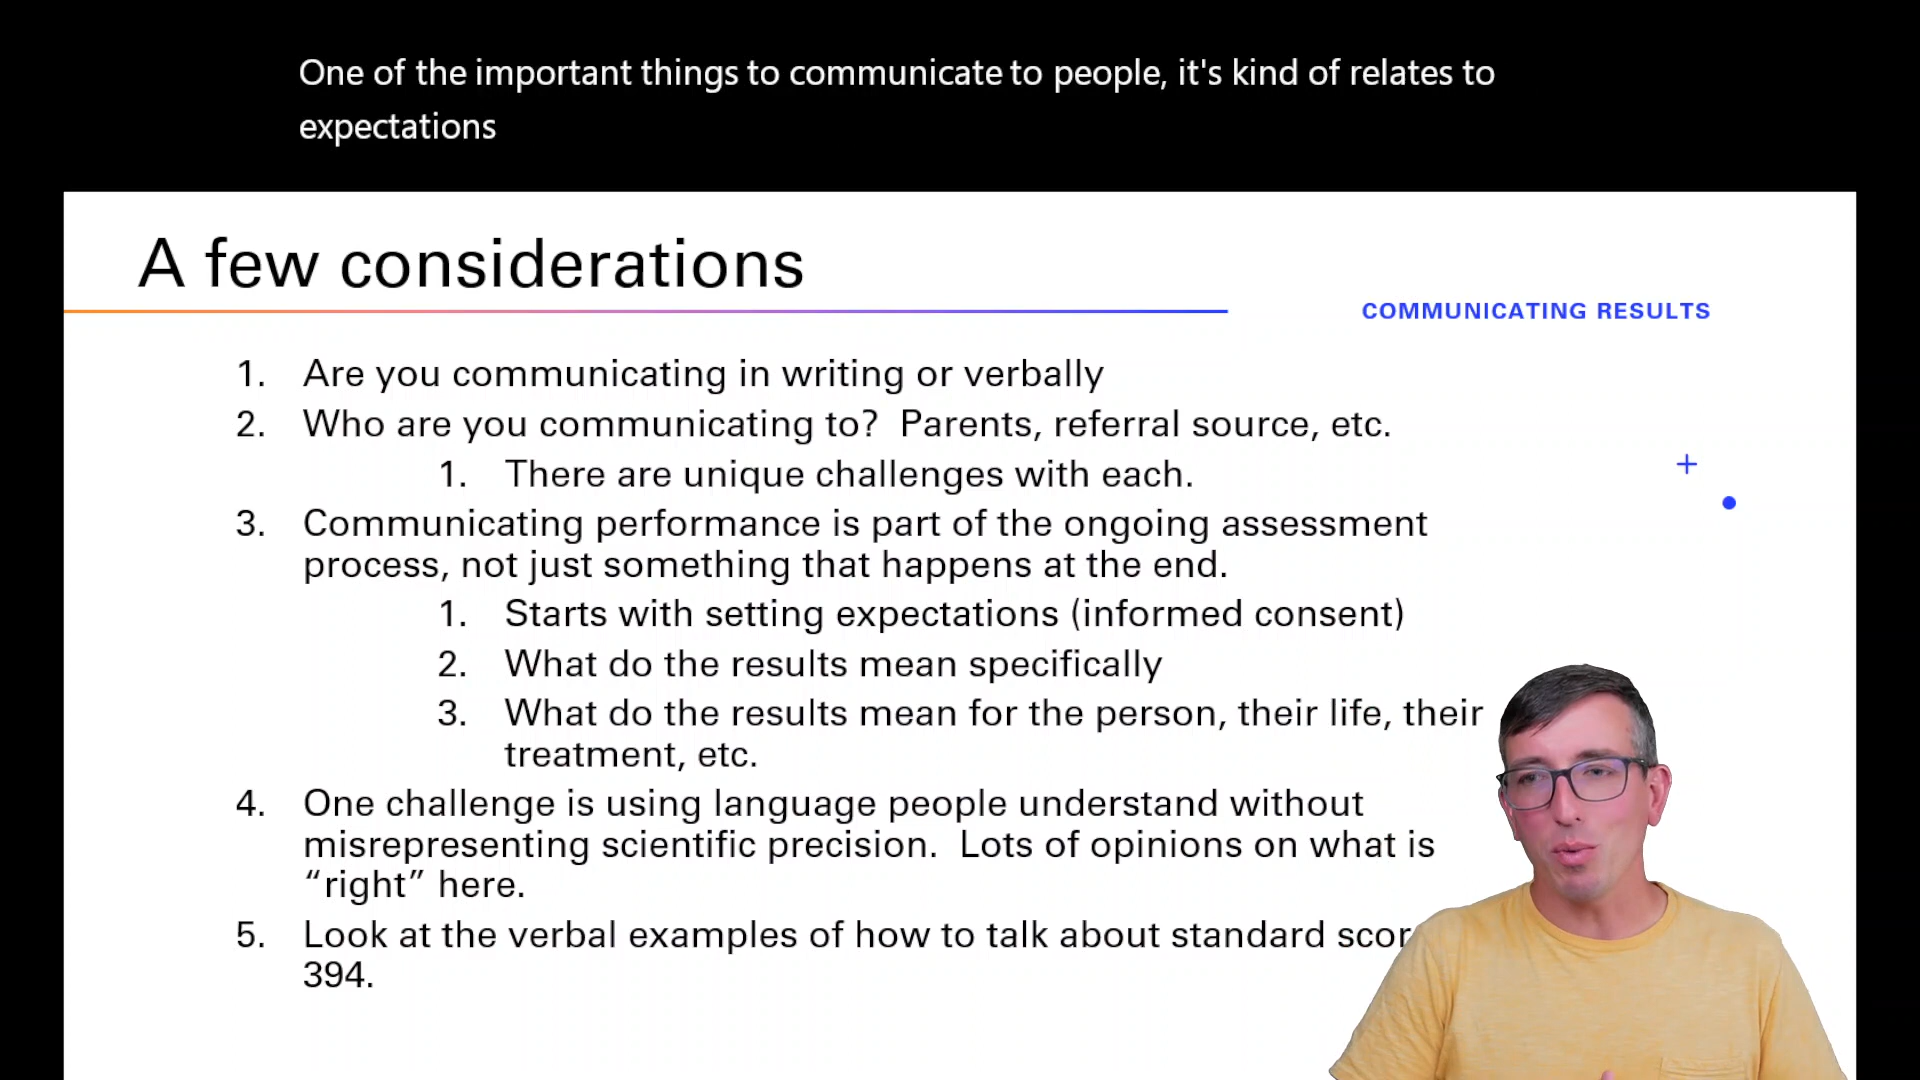 One of the important things to communicate to people, it's kind of relates to
expectations
A few considerations
COMMUNICATING RESULTS
1. Are you communicating in writing or verbally
2. Who are you communicating to? Parents, referral source, etc.
1. There are unique challenges with each.
3. Communicating performance is part of the ongoing assessment
process, not just something that happens at the end.
1. Starts with setting expectations (informed consent)
2. What do the results mean specifically
3. What do the results mean for the person, their life, their
treatment, etc.
4. One challenge is using language people understand without
misrepresenting scientific precision. Lots of opinions on what is
“right” here.
5. Look at the verbal examples of how to talk about standard
394.